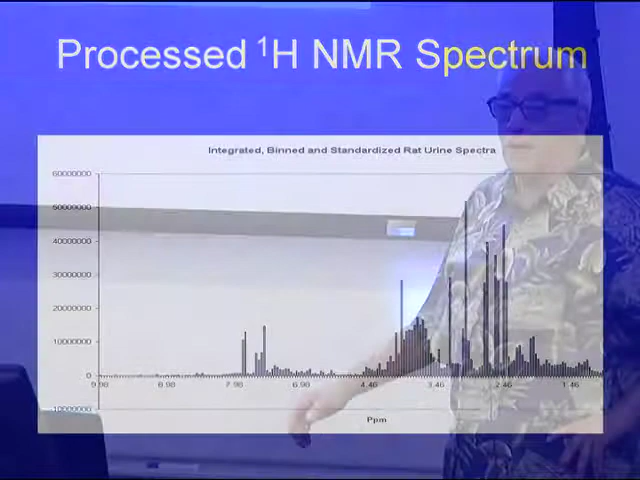 Processed ¹H NMR Spectrum
Integrated, Binned and Standardized Rat Urine Spectra
60000000
50000000
40000000
30000000
20000000
10000000
0
-10000000
9.98 8.98 7.98 6.98 4.46 3.46 2.46 1.46
Ppm